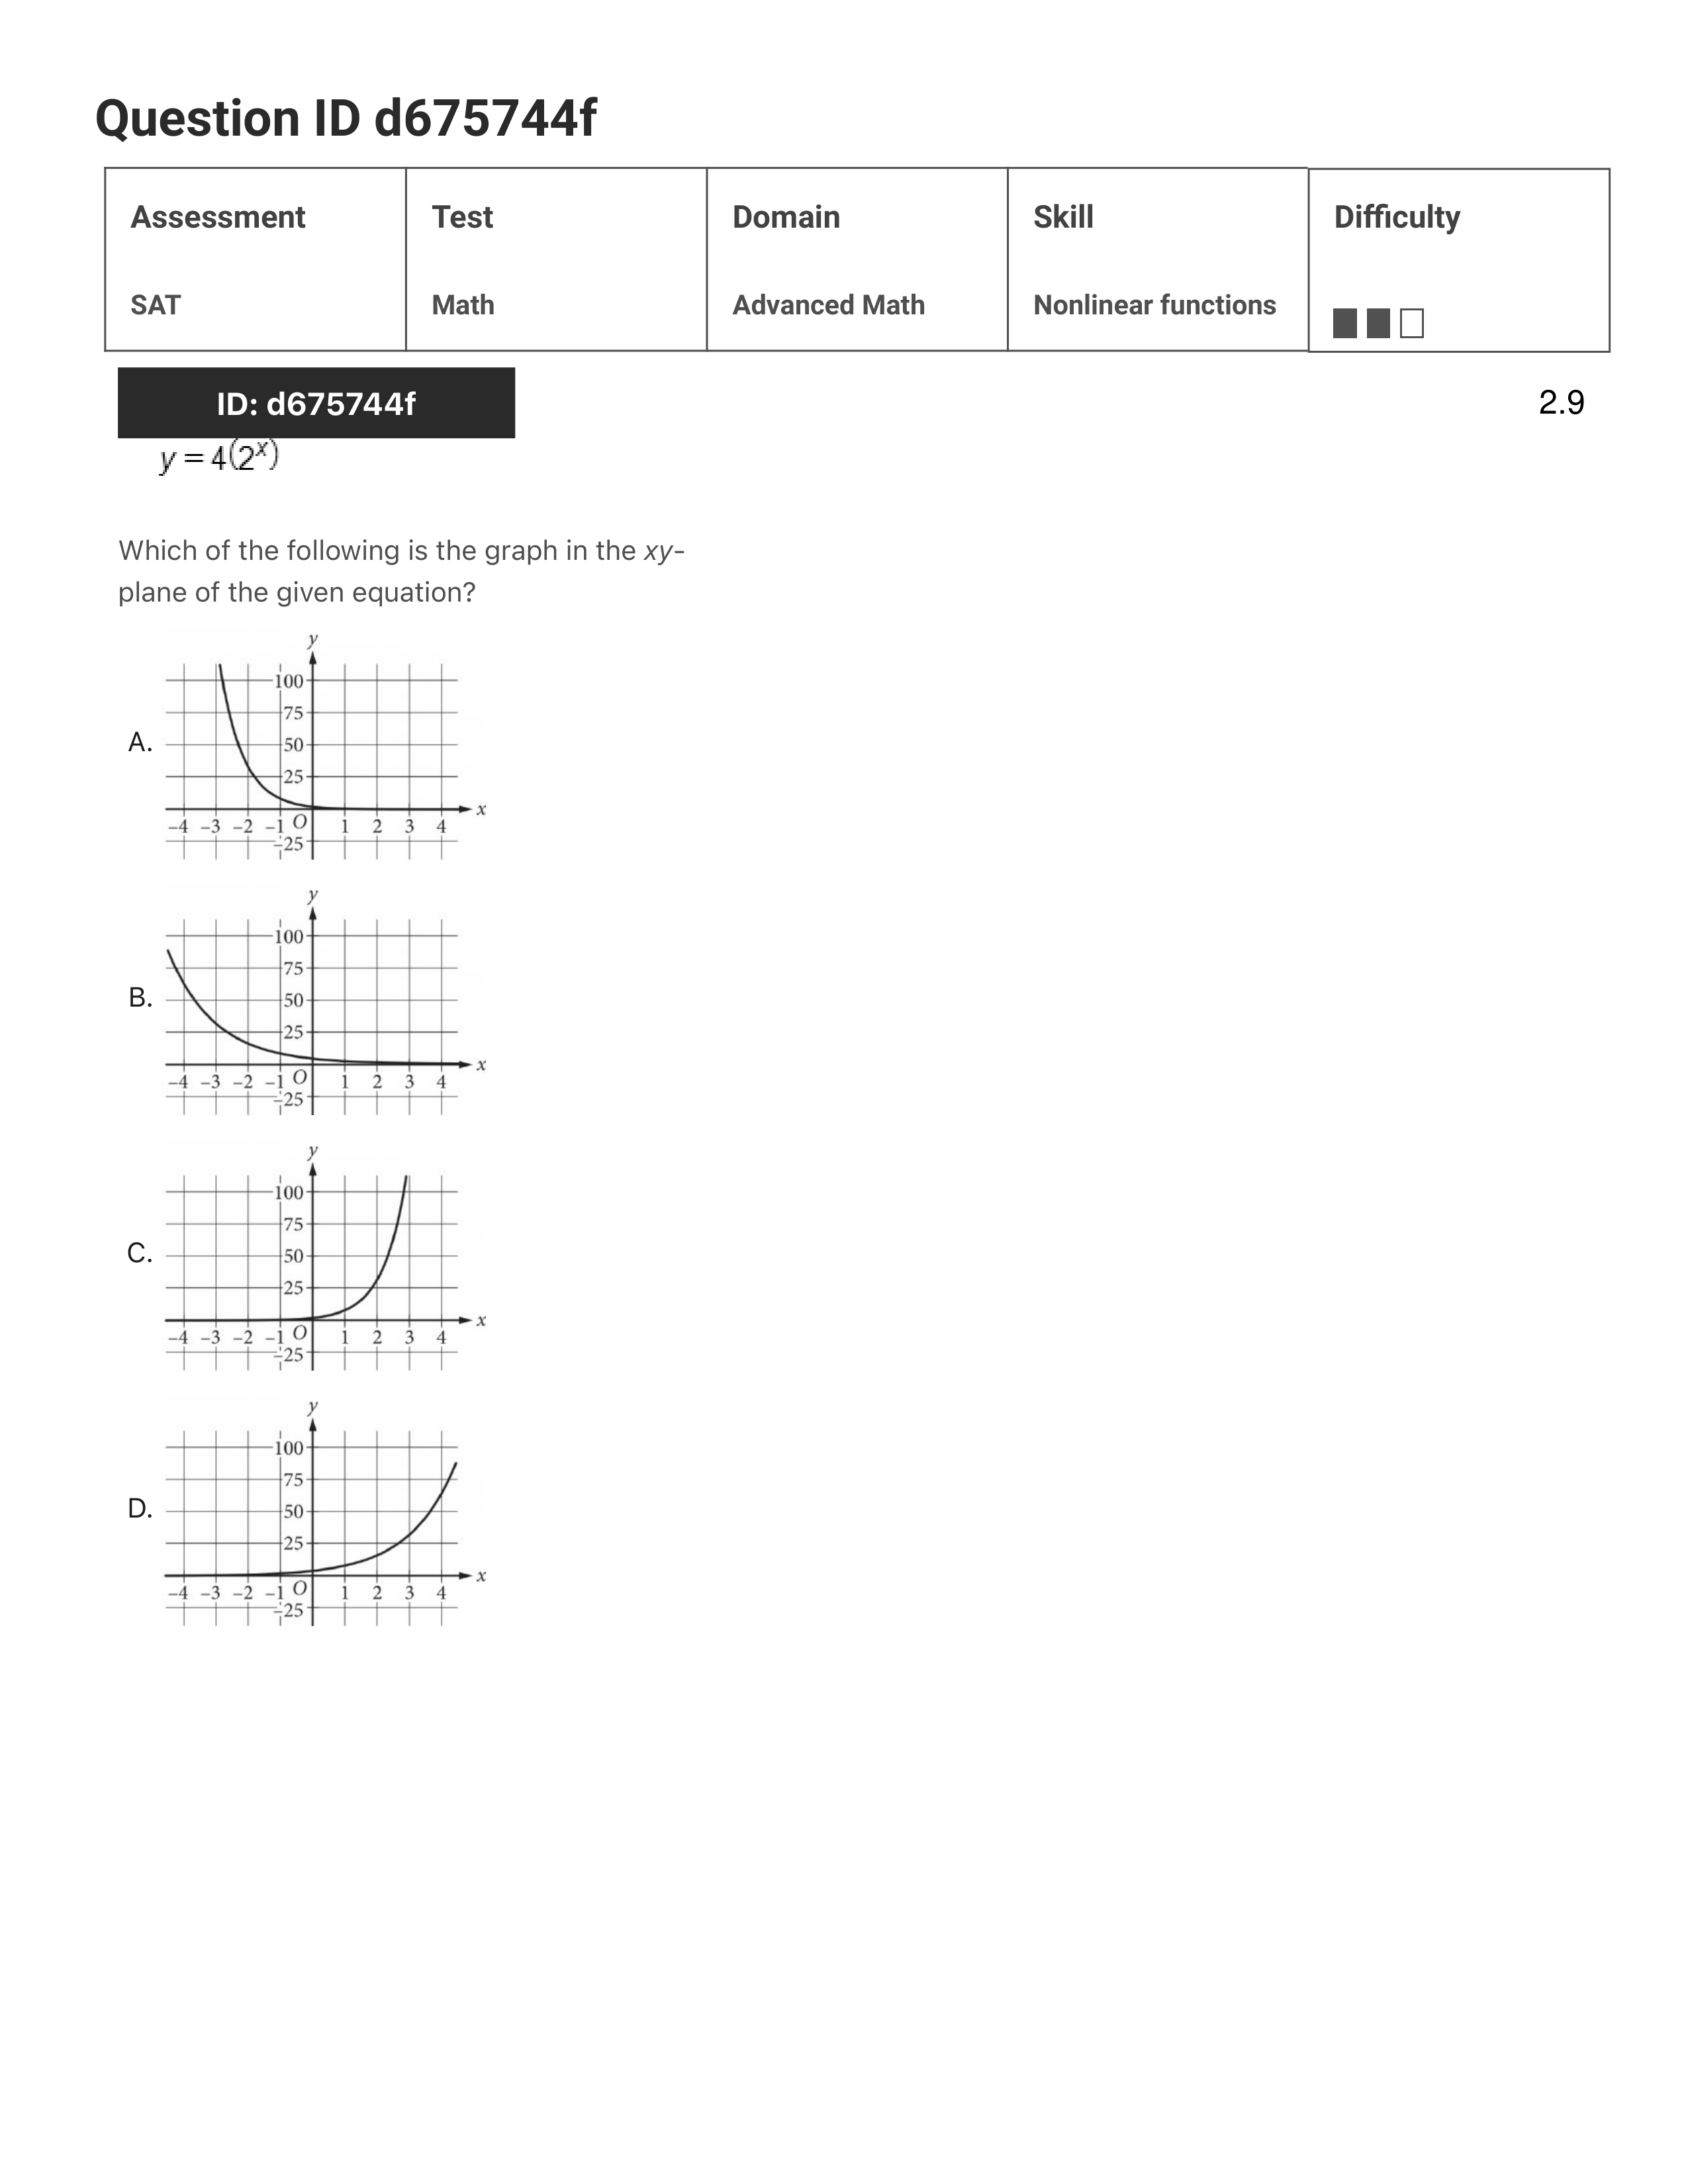 Question ID d675744f
Assessment Test Domain Skill Difficulty
SAT Math Advanced Math Nonlinear functions
ID: d675744f 2.9
y = 4(2^x)
Which of the following is the graph in the xy-
plane of the given equation?
A.
y
100
75
50
25
x
-4 -3 -2 -1 O 1 2 3 4
-25
B.
y
100
75
50
25
x
-4 -3 -2 -1 O 1 2 3 4
-25
C.
y
100
75
50
25
x
-4 -3 -2 -1 O 1 2 3 4
-25
D.
y
100
75
50
25
x
-4 -3 -2 -1 O 1 2 3 4
-25